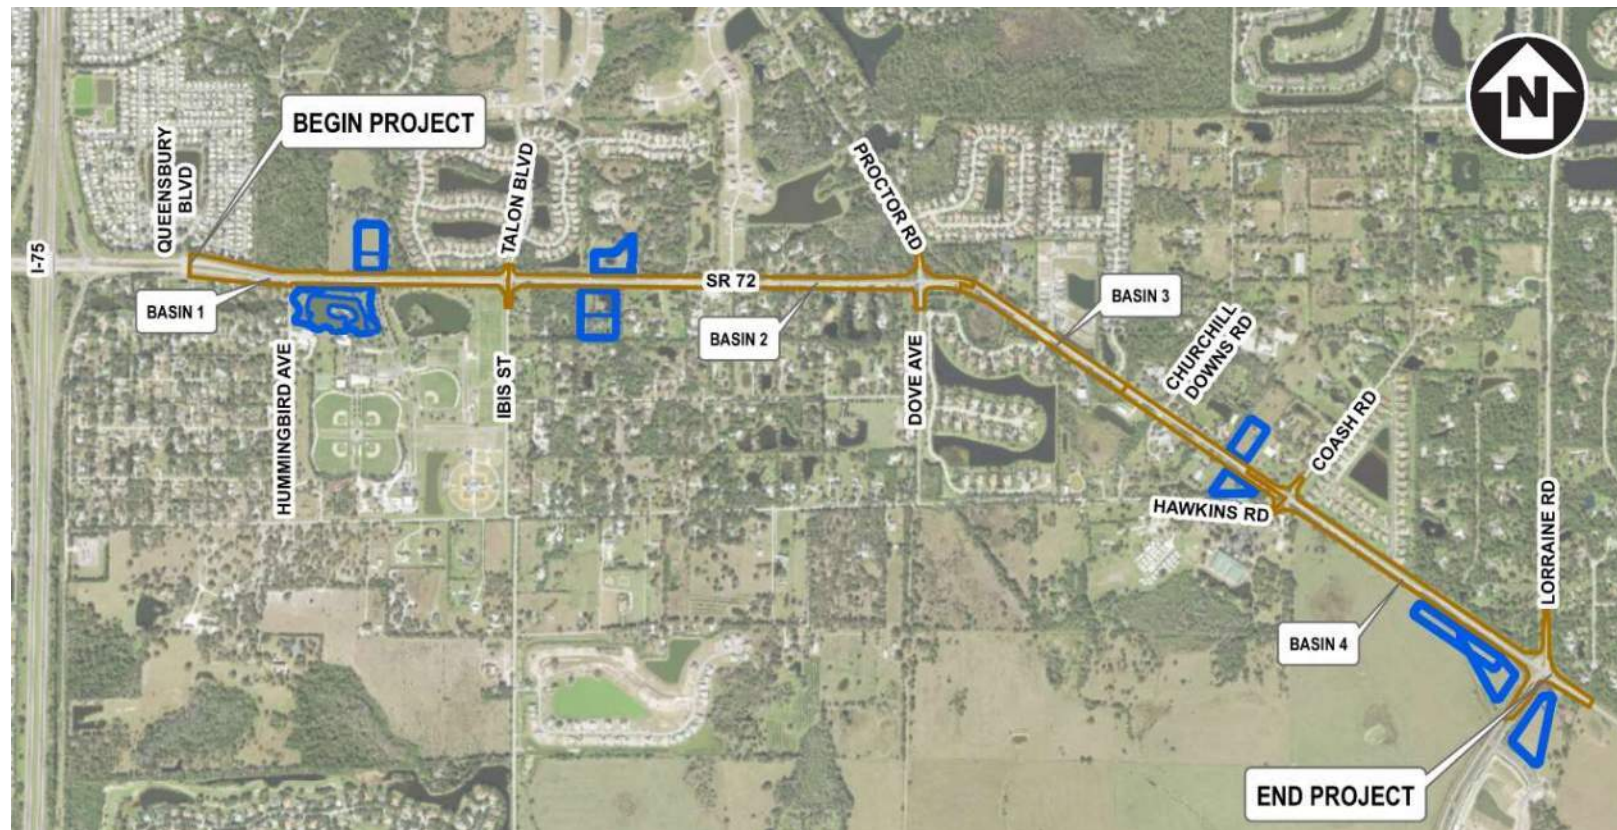 N
BEGIN PROJECT
QUEENSBURY
BLVD
TALON BLVD
PROCTOR RD
I-75
SR 72
BASIN 1
BASIN 2
BASIN 3
CHURCHILL
DOWNS RD
HUMMINGBIRD AVE
IBIS ST
DOVE AVE
COASH RD
HAWKINS RD
LORRAINE RD
BASIN 4
END PROJECT